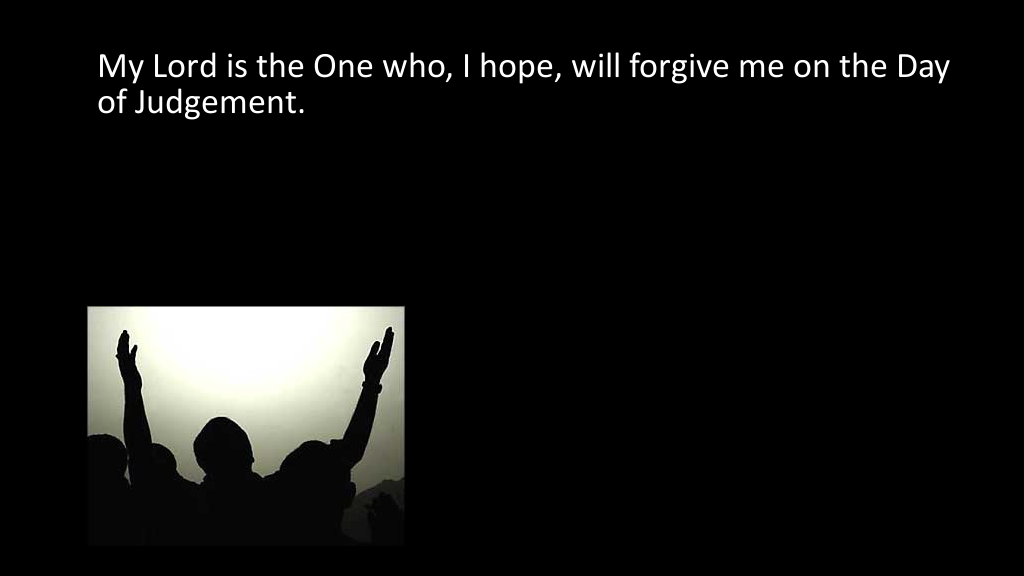 My Lord is the One who, I hope, will forgive me on the Day
of Judgement.